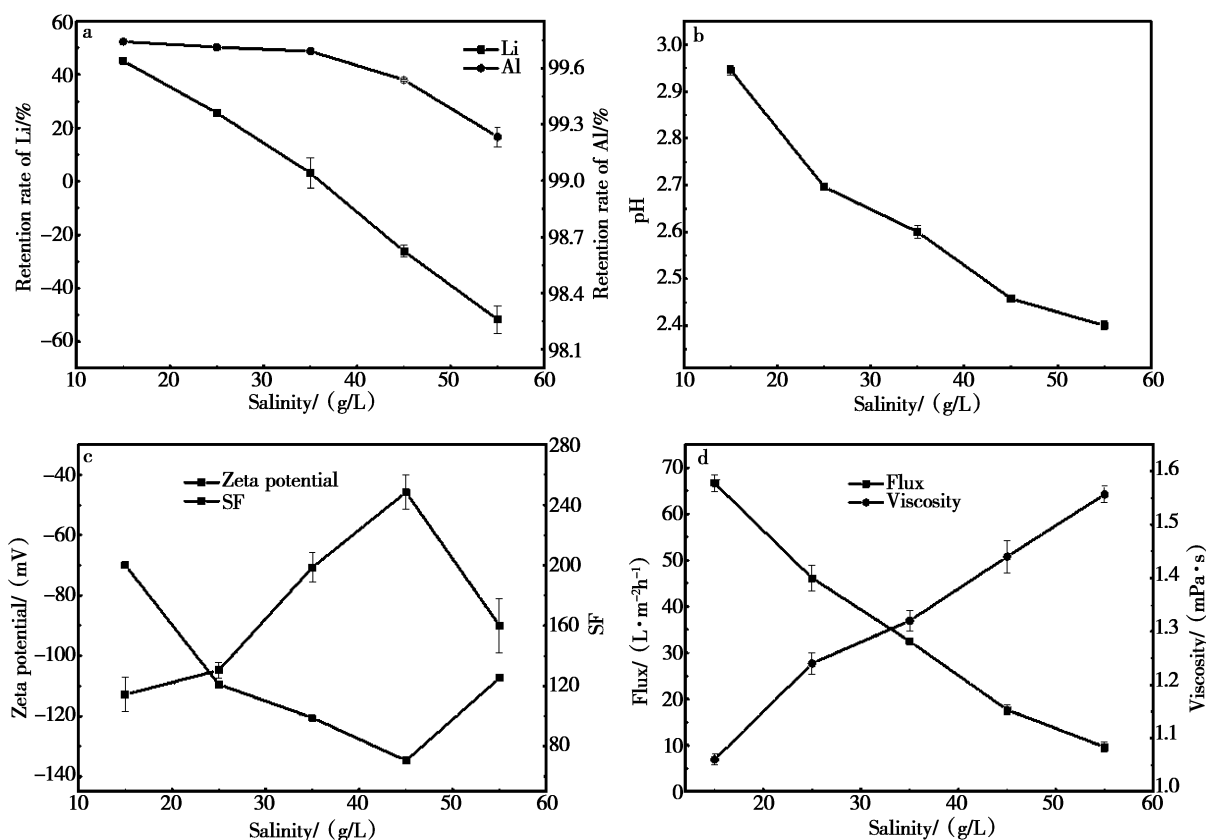 a
Li
Al
60
40
20
0
−20
−40
−60
Retention rate of Li/%
99.6
99.3
99.0
98.7
98.4
98.1
Retention rate of Al/%
10 20 30 40 50 60
Salinity/ (g/L)
b
3.0
2.9
2.8
2.7
2.6
2.5
2.4
pH
10 20 30 40 50 60
Salinity/ (g/L)
c
Zeta potential
SF
−40
−60
−80
−100
−120
−140
Zeta potential/ (mV)
280
240
200
160
120
80
SF
10 20 30 40 50 60
Salinity/ (g/L)
d
Flux
Viscosity
70
60
50
40
30
20
10
0
Flux/ (L·m⁻²h⁻¹)
1.6
1.5
1.4
1.3
1.2
1.1
1.0
Viscosity/ (mPa·s)
20 30 40 50 60
Salinity/ (g/L)